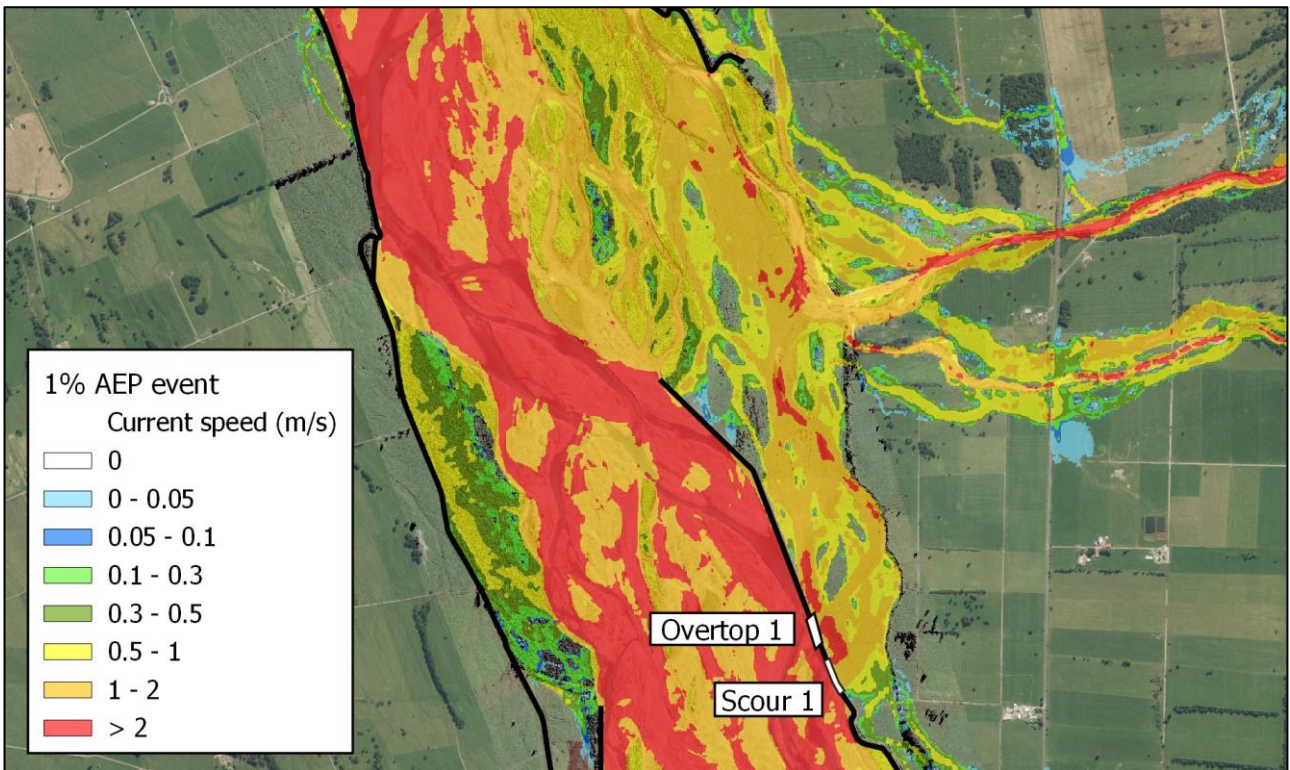 1% AEP event
Current speed (m/s)
0
0 - 0.05
0.05 - 0.1
0.1 - 0.3
0.3 - 0.5
0.5 - 1
1 - 2
> 2
Overtop 1
Scour 1